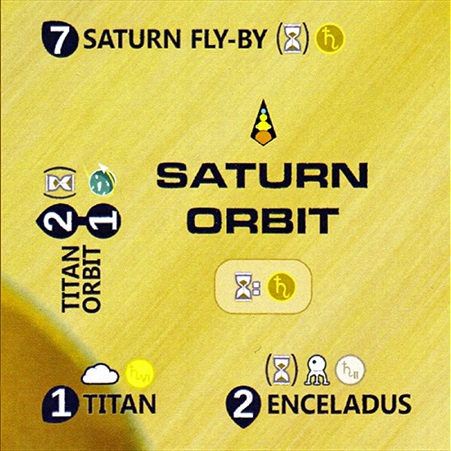 7 SATURN FLY-BY
SATURN
ORBIT
2 1 TITAN
ORBIT
1 TITAN
2 ENCELADUS